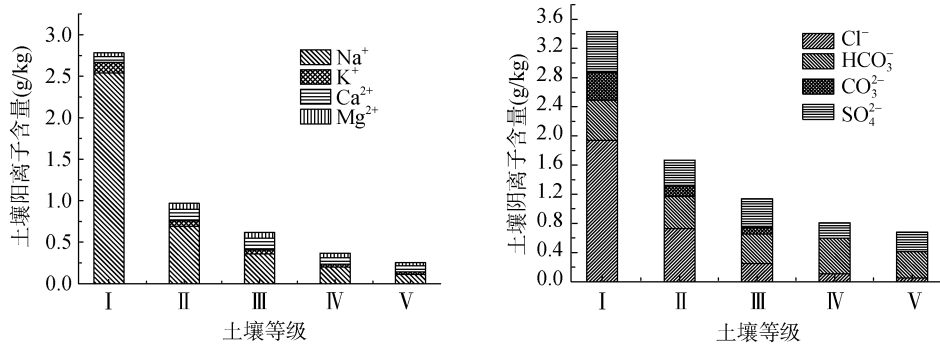 土壤阳离子含量(g/kg)
3.0
2.5
2.0
1.5
1.0
0.5
0.0
Na⁺
K⁺
Ca²⁺
Mg²⁺
Ⅰ Ⅱ Ⅲ Ⅳ Ⅴ
土壤等级
土壤阴离子含量(g/kg)
3.6
3.2
2.8
2.4
2.0
1.6
1.2
0.8
0.4
0.0
Cl⁻
HCO₃⁻
CO₃²⁻
SO₄²⁻
Ⅰ Ⅱ Ⅲ Ⅳ Ⅴ
土壤等级